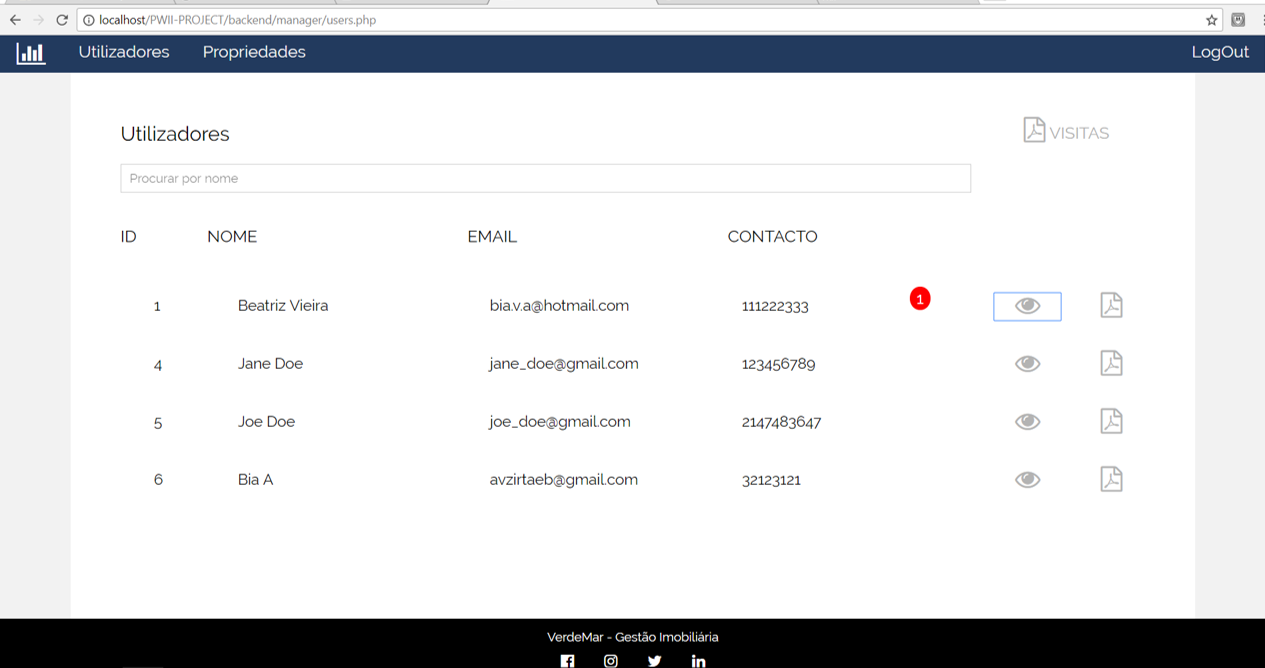 localhost/PWII-PROJECT/backend/manager/users.php
Utilizadores Propriedades LogOut
Utilizadores
VISITAS
Procurar por nome
ID NOME EMAIL CONTACTO
1 Beatriz Vieira bia.v.a@hotmail.com 111222333 1
4 Jane Doe jane_doe@gmail.com 123456789
5 Joe Doe joe_doe@gmail.com 2147483647
6 Bia A avzirtaeb@gmail.com 32123121
VerdeMar - Gestão Imobiliária